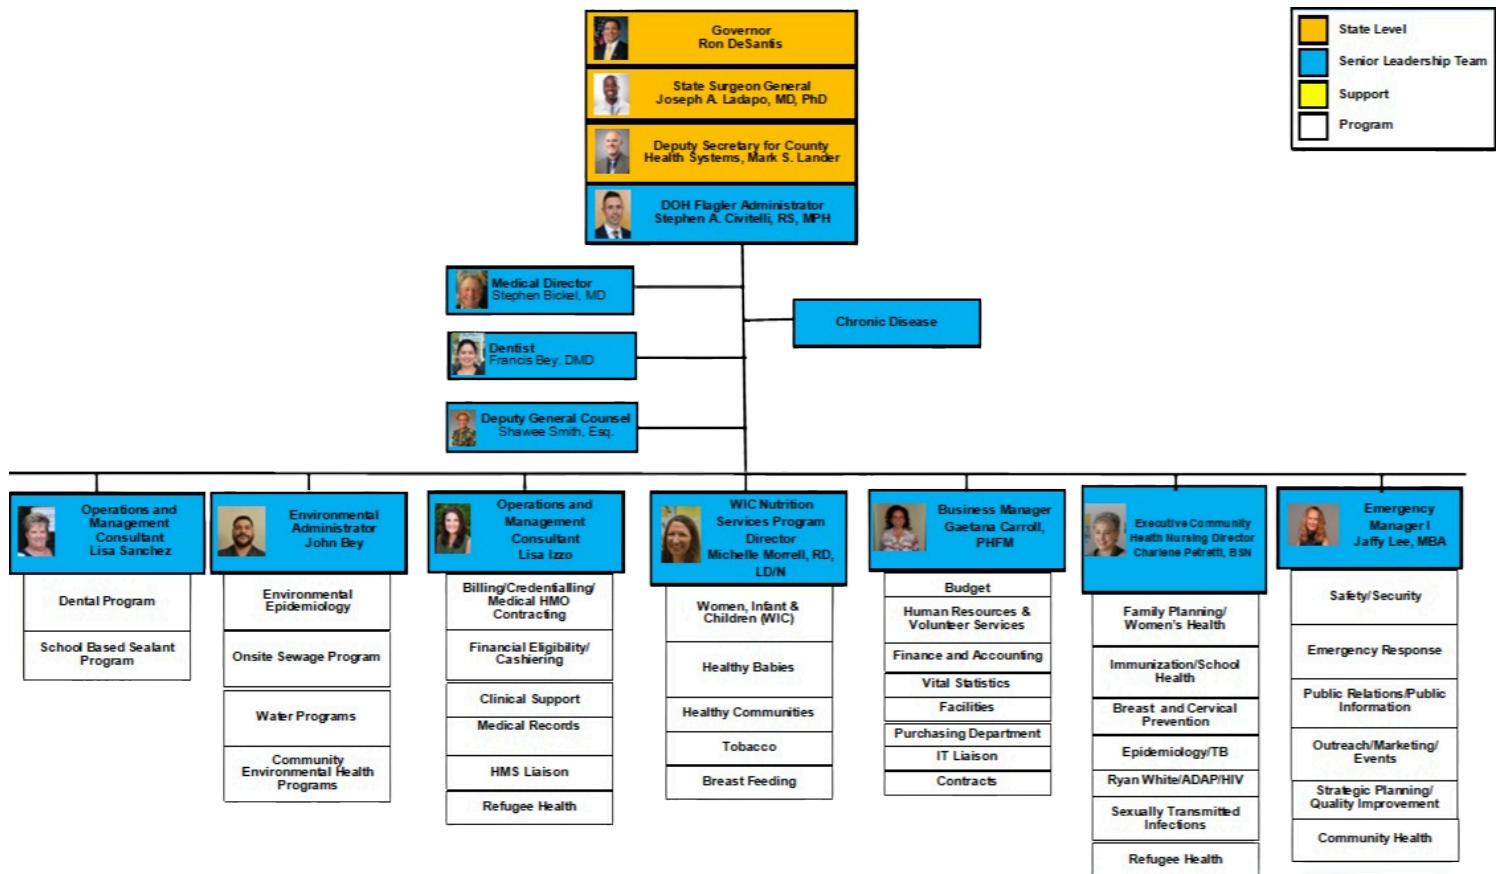 Governor
Ron DeSantis
State Surgeon General
Joseph A. Ladapo, MD, PhD
Deputy Secretary for County
Health Systems, Mark S. Lander
DOH Flagler Administrator
Stephen A. Civitelli, RS, MPH
State Level
Senior Leadership Team
Support
Program
Medical Director
Stephen Bickel, MD
Chronic Disease
Dentist
Francis Bey, DMD
Deputy General Counsel
Shawee Smith, Esq.
Operations and
Management
Consultant
Lisa Sanchez
Dental Program
School Based Sealant
Program
Environmental
Administrator
John Bey
Environmental
Epidemiology
Onsite Sewage Program
Water Programs
Community
Environmental Health
Programs
Operations and
Management
Consultant
Lisa Izzo
Billing/Credentialling/
Medical HMO
Contracting
Financial Eligibility/
Cashiering
Clinical Support
Medical Records
HMS Liaison
Refugee Health
WIC Nutrition
Services Program
Director
Michelle Morrell, RD,
LD/N
Women, Infant &
Children (WIC)
Healthy Babies
Healthy Communities
Tobacco
Breast Feeding
Business Manager
Gaetana Carroll,
PHFM
Budget
Human Resources &
Volunteer Services
Finance and Accounting
Vital Statistics
Facilities
Purchasing Department
IT Liaison
Contracts
Executive Community
Health Nursing Director
Charlene Petretti, BSN
Family Planning/
Women's Health
Immunization/School
Health
Breast and Cervical
Prevention
Epidemiology/TB
Ryan White/ADAP/HIV
Sexually Transmitted
Infections
Refugee Health
Emergency
Manager I
Jaffy Lee, MBA
Safety/Security
Emergency Response
Public Relations/Public
Information
Outreach/Marketing/
Events
Strategic Planning/
Quality Improvement
Community Health